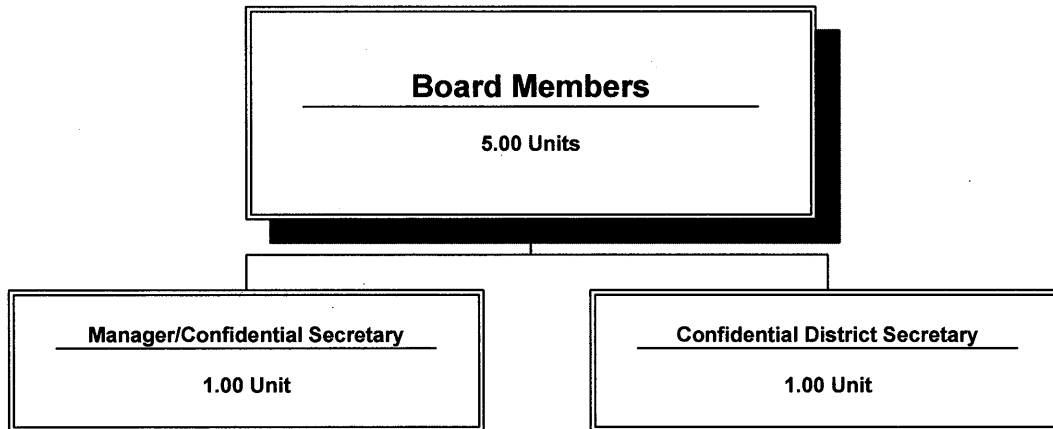 Board Members
5.00 Units
Manager/Confidential Secretary
1.00 Unit
Confidential District Secretary
1.00 Unit